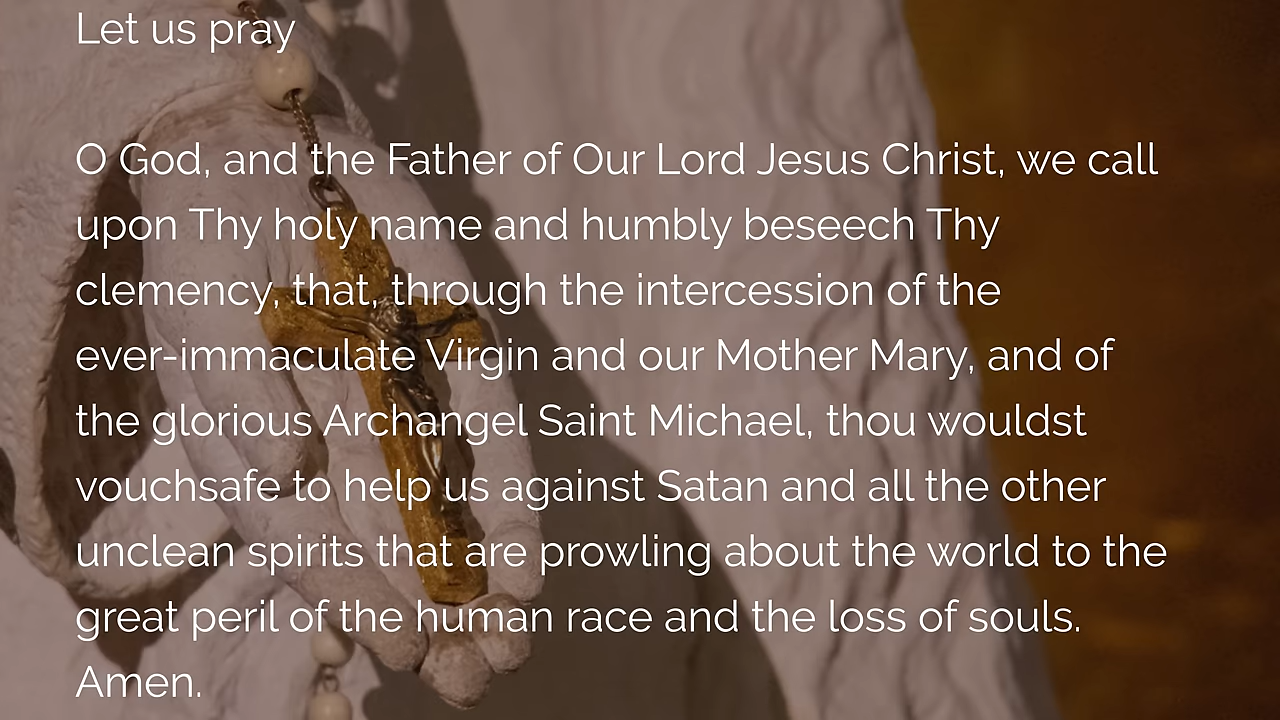 Let us pray
O God, and the Father of Our Lord Jesus Christ, we call
upon Thy holy name and humbly beseech Thy
clemency, that, through the intercession of the
ever-immaculate Virgin and our Mother Mary, and of
the glorious Archangel Saint Michael, thou wouldst
vouchsafe to help us against Satan and all the other
unclean spirits that are prowling about the world to the
great peril of the human race and the loss of souls.
Amen.